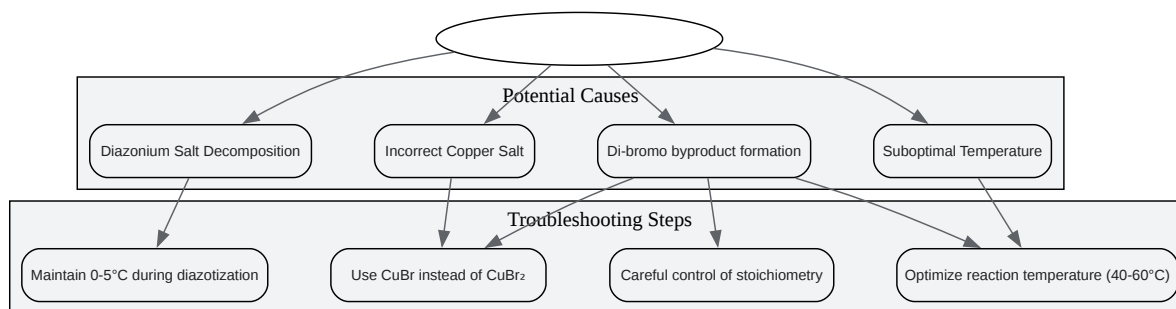 Potential Causes
Diazonium Salt Decomposition
Incorrect Copper Salt
Di-bromo byproduct formation
Suboptimal Temperature
Troubleshooting Steps
Maintain 0-5°C during diazotization
Use CuBr instead of CuBr₂
Careful control of stoichiometry
Optimize reaction temperature (40-60°C)